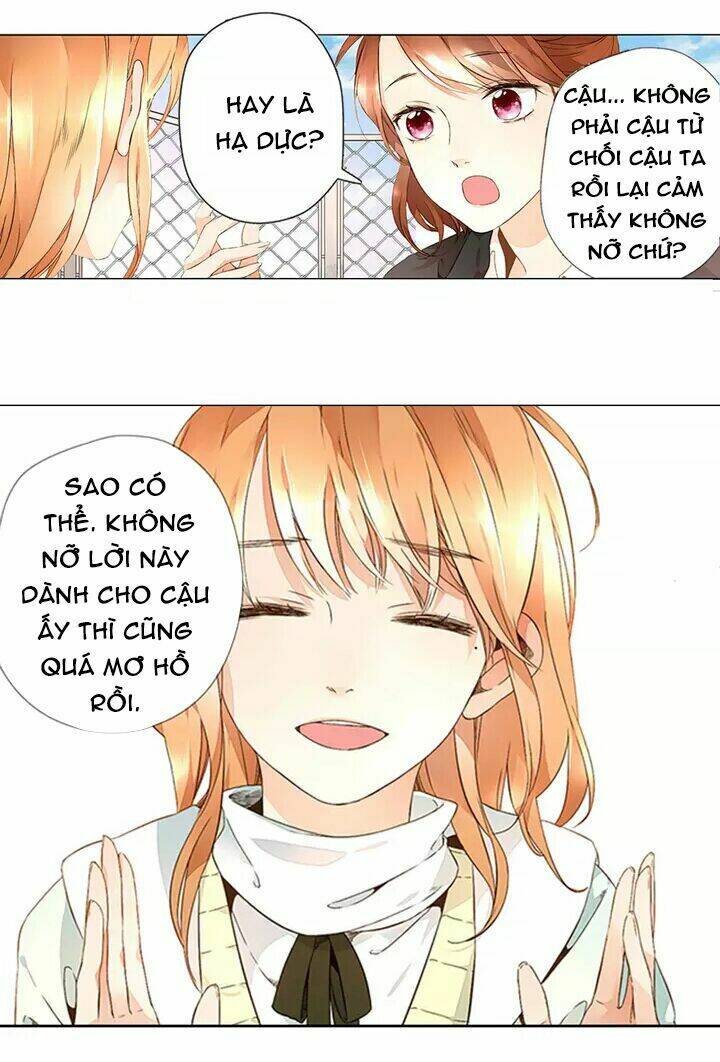 HAY LÀ
HẠ DỰC?
CẬU... KHÔNG
PHẢI CẬU TỪ
CHỐI CẬU TA
RỒI LẠI CẢM
THẤY KHÔNG
NỠ CHỨ?
SAO CÓ
THỂ. KHÔNG
NỠ LỜI NÀY
DÀNH CHO CẬU
ẤY THÌ CŨNG
QUÁ MƠ HỒ
RỒI.